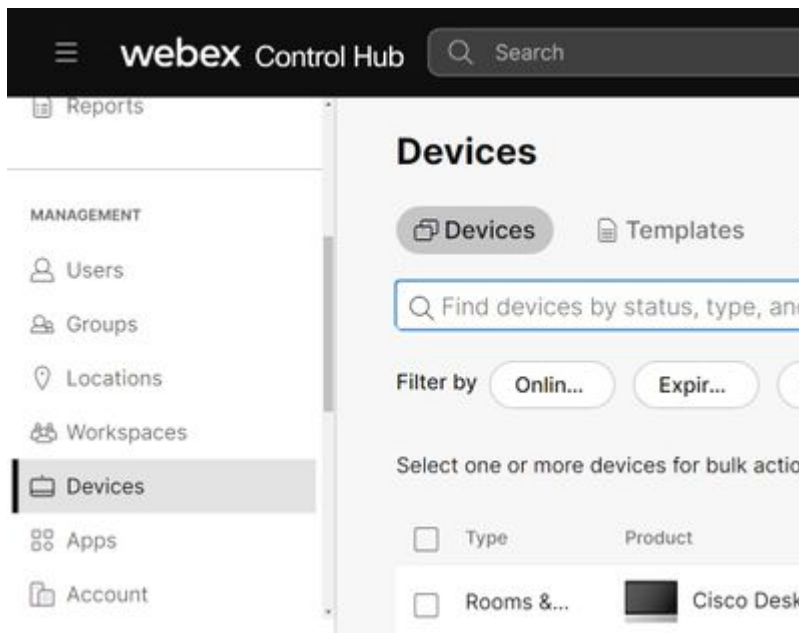 webex Control Hub
Search
Reports
MANAGEMENT
Users
Groups
Locations
Workspaces
Devices
Apps
Account
Devices
Devices
Templates
Find devices by status, type, an
Filter by
Onlin...
Expir...
Select one or more devices for bulk actio
Type
Product
Rooms &...
Cisco Desk